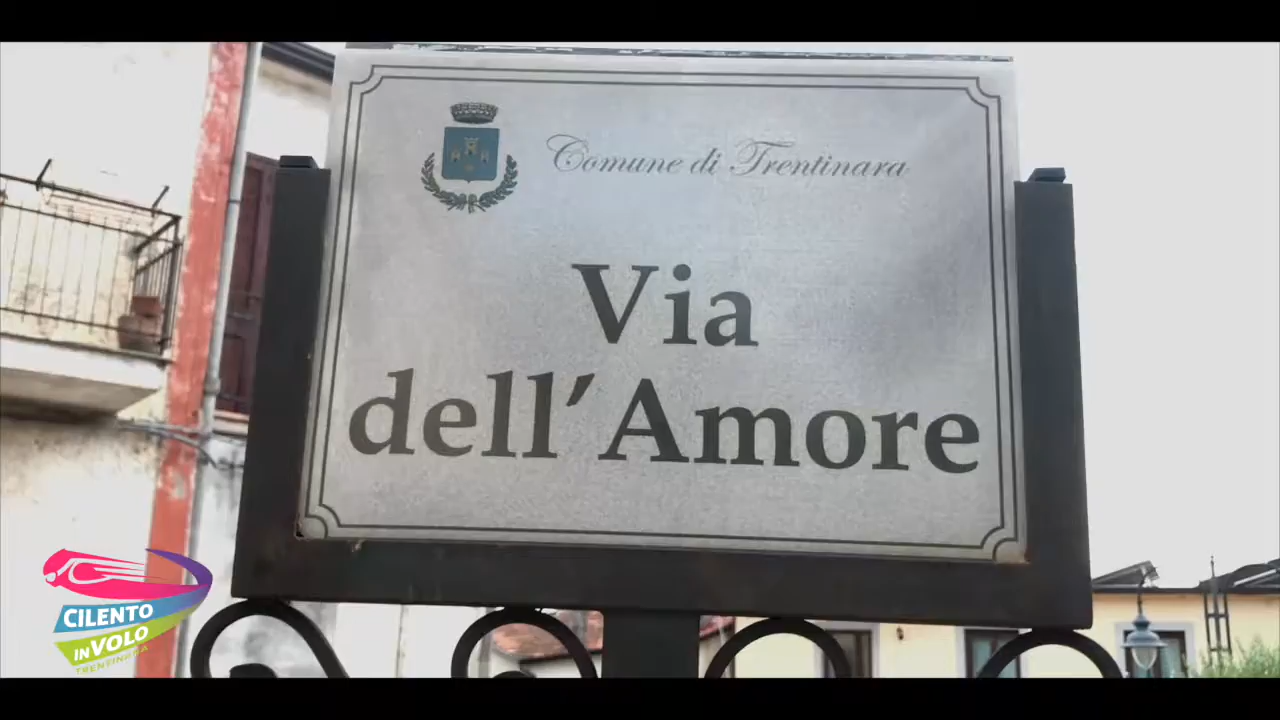 Comune di Trentinara
Via
dell'Amore
CILENTO
INVOLO
TRENTINARA